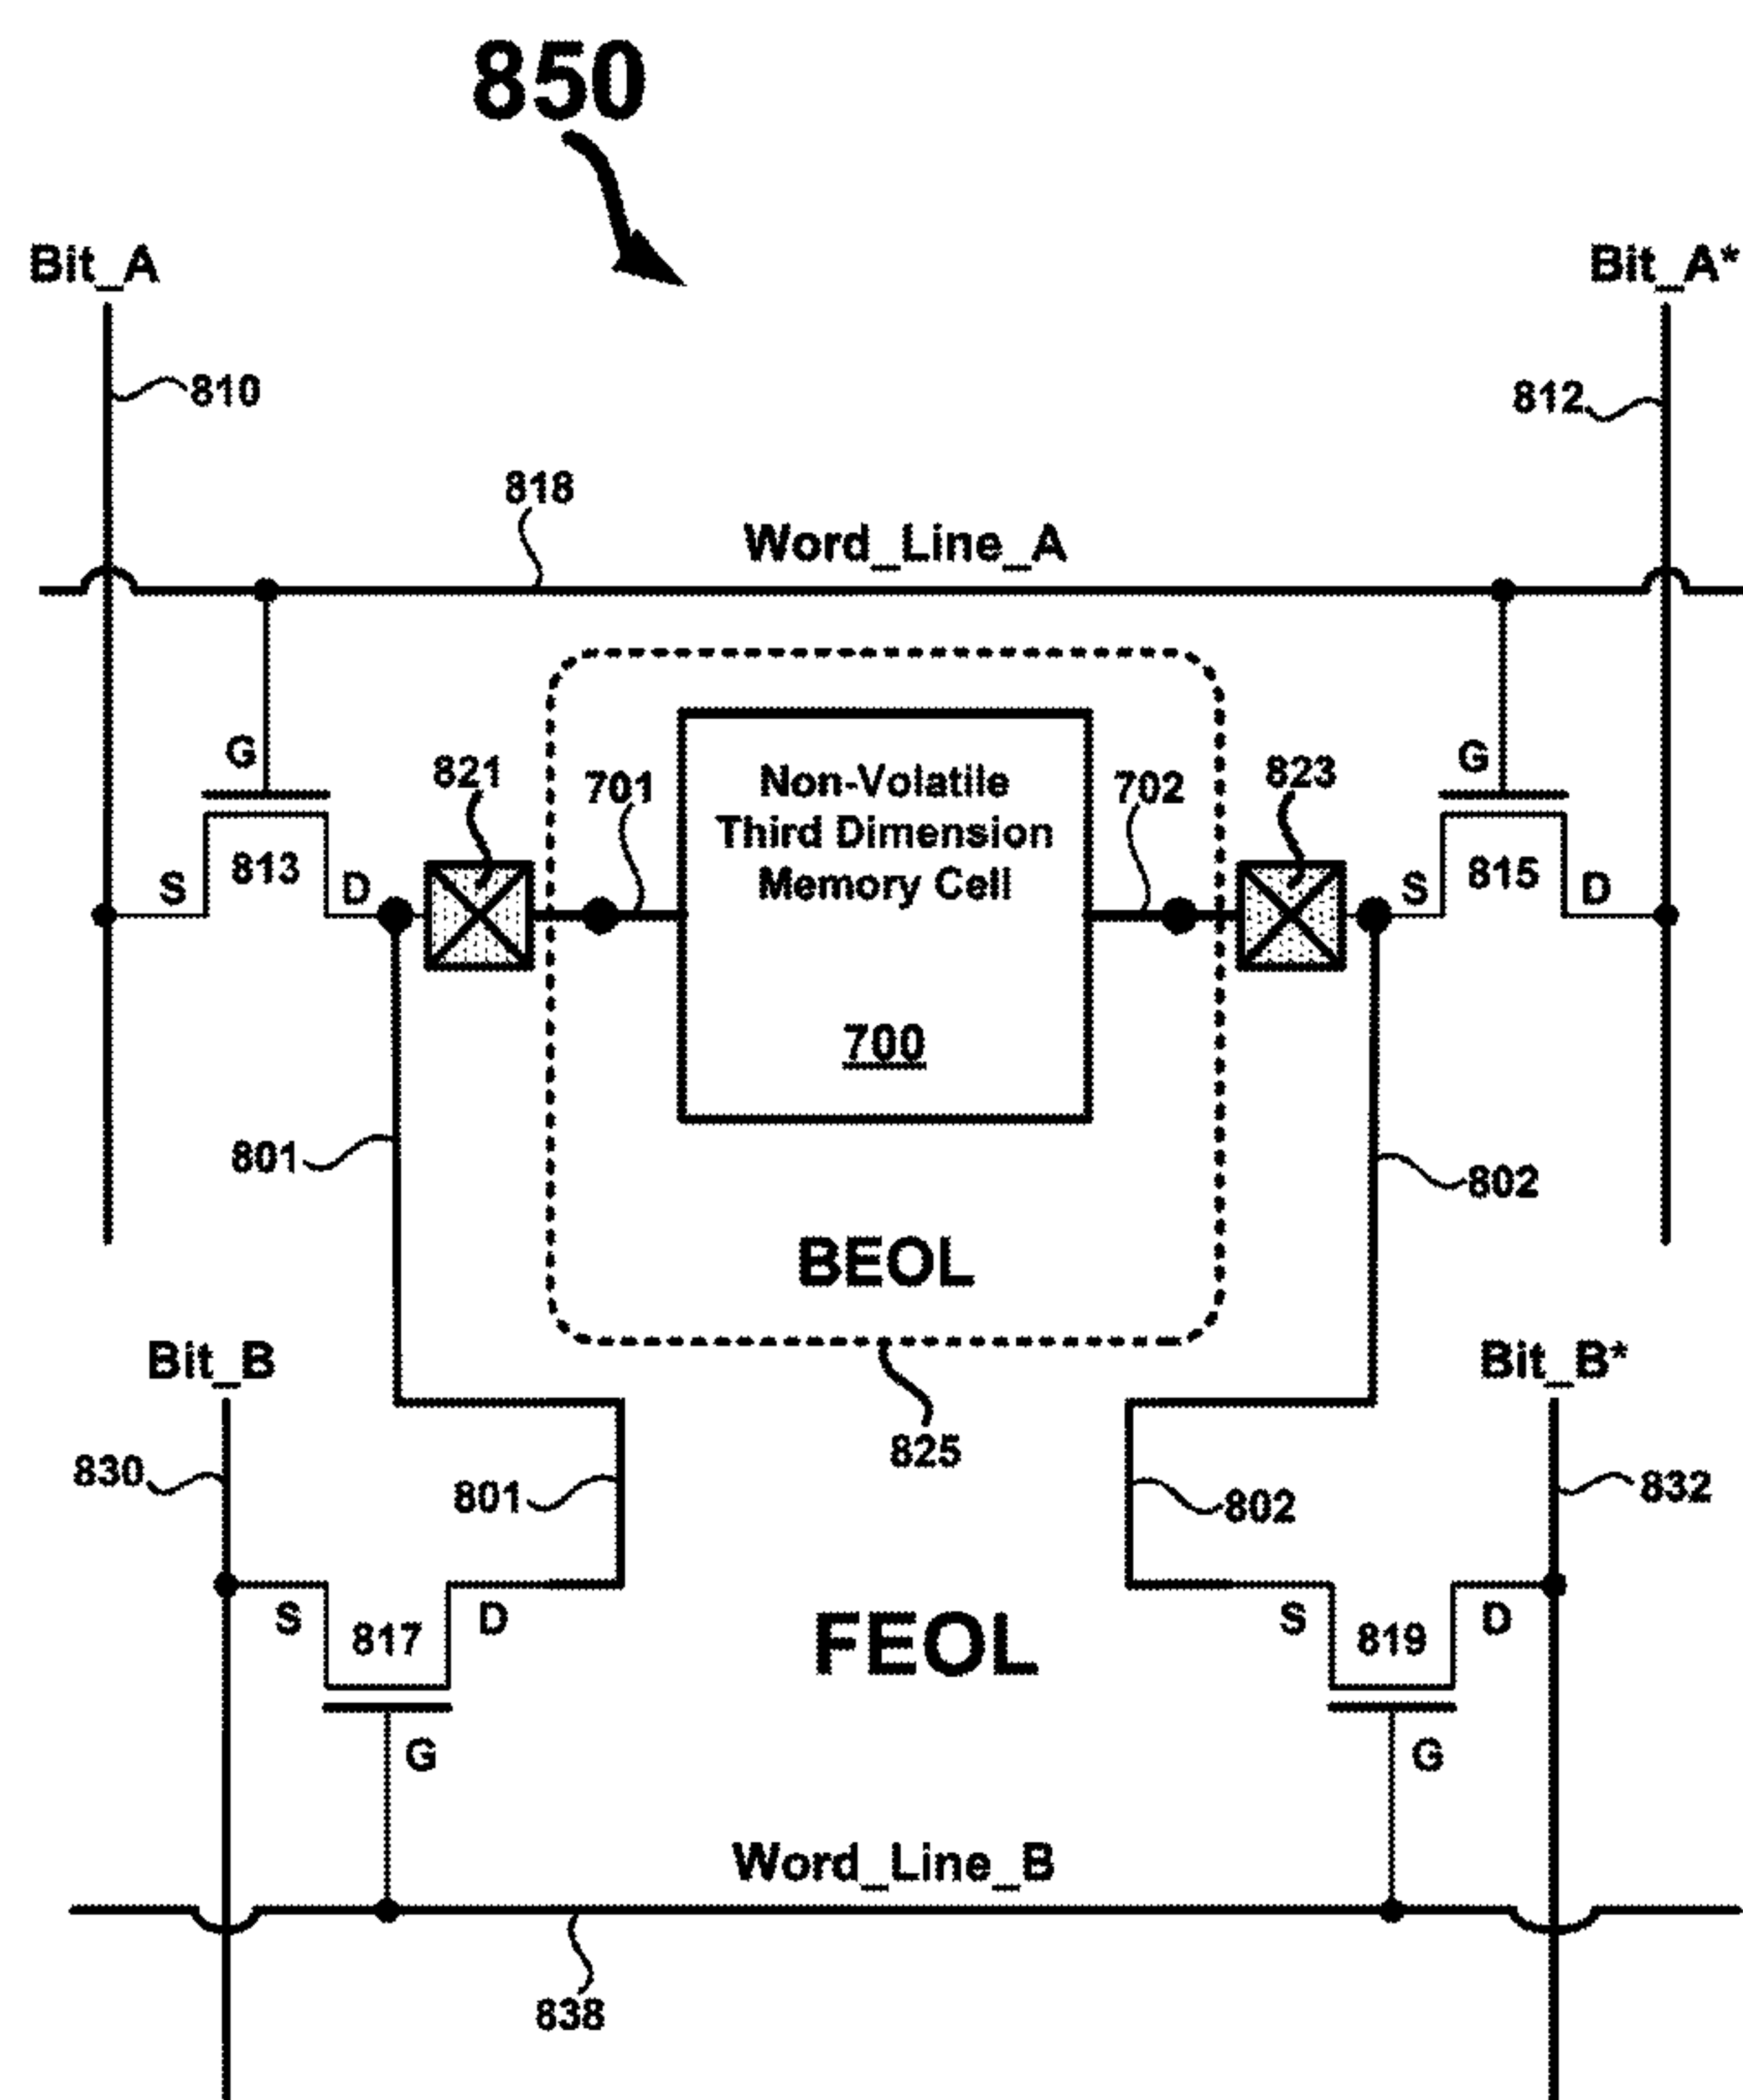 850
Bit_A
Bit_A*
810
812
818
Word_Line_A
G
G
821
701
Non-Volatile
Third Dimension
Memory Cell
702
823
S
813
D
S
815
D
700
801
802
BEOL
Bit_B
Bit_B*
825
830
801
802
832
S
817
D
FEOL
S
819
D
G
G
Word_Line_B
838